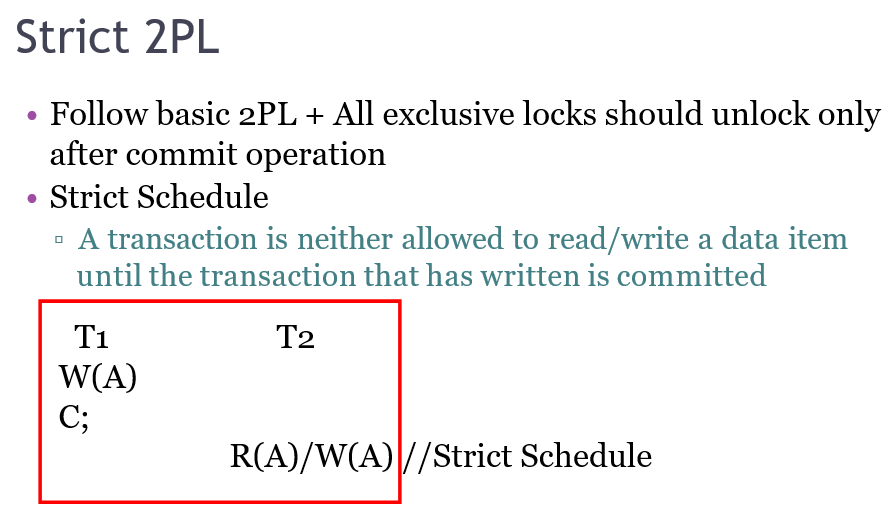 Strict 2PL
• Follow basic 2PL + All exclusive locks should unlock only
after commit operation
• Strict Schedule
▫ A transaction is neither allowed to read/write a data item
until the transaction that has written is committed
T1 T2
W(A)
C;
R(A)/W(A) //Strict Schedule